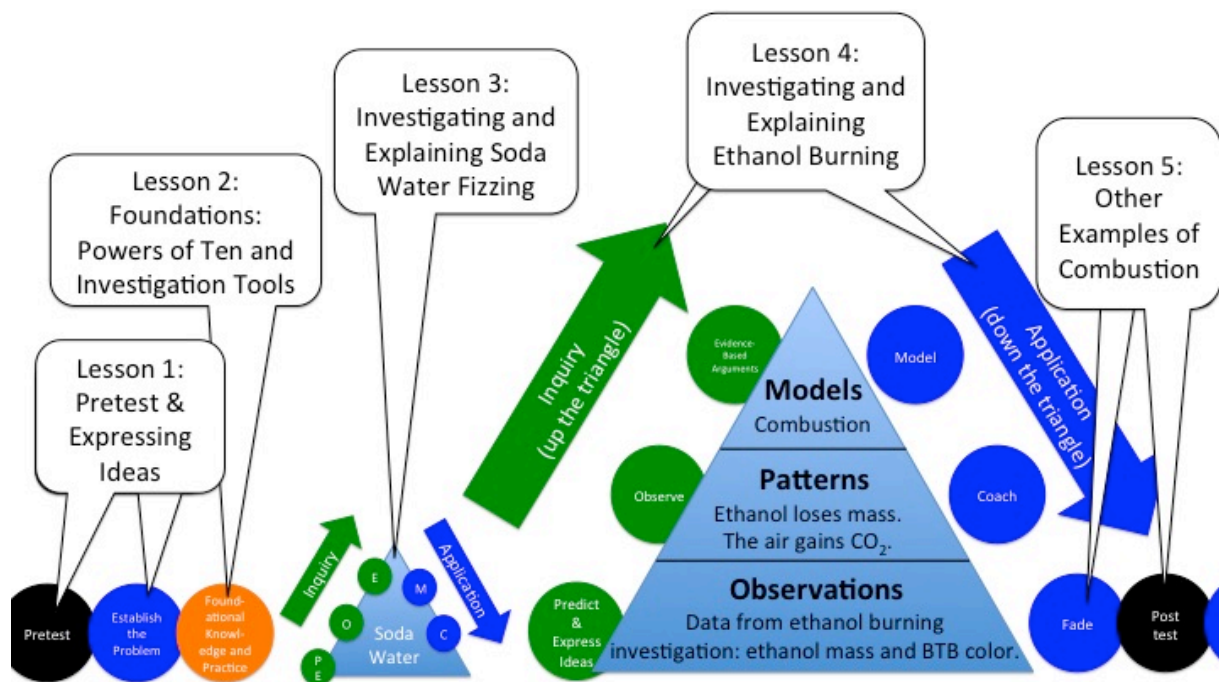 Lesson 1:
Pretest &
Expressing
Ideas
Lesson 2:
Foundations:
Powers of Ten and
Investigation Tools
Lesson 3:
Investigating and
Explaining Soda
Water Fizzing
Lesson 4:
Investigating and
Explaining
Ethanol Burning
Lesson 5:
Other
Examples of
Combustion
Pretest
Establish
the
Problem
Found-
ational
Knowl-
edge and
Practice
Inquiry
P
E
O
E
M
C
Soda
Water
Application
Inquiry
(up the triangle)
Predict
&
Express
Ideas
Observe
Evidence-
Based
Arguments
Models
Combustion
Patterns
Ethanol loses mass.
The air gains CO₂.
Observations
Data from ethanol burning
investigation: ethanol mass and BTB color.
Model
Coach
Application
(down the triangle)
Fade
Post
test